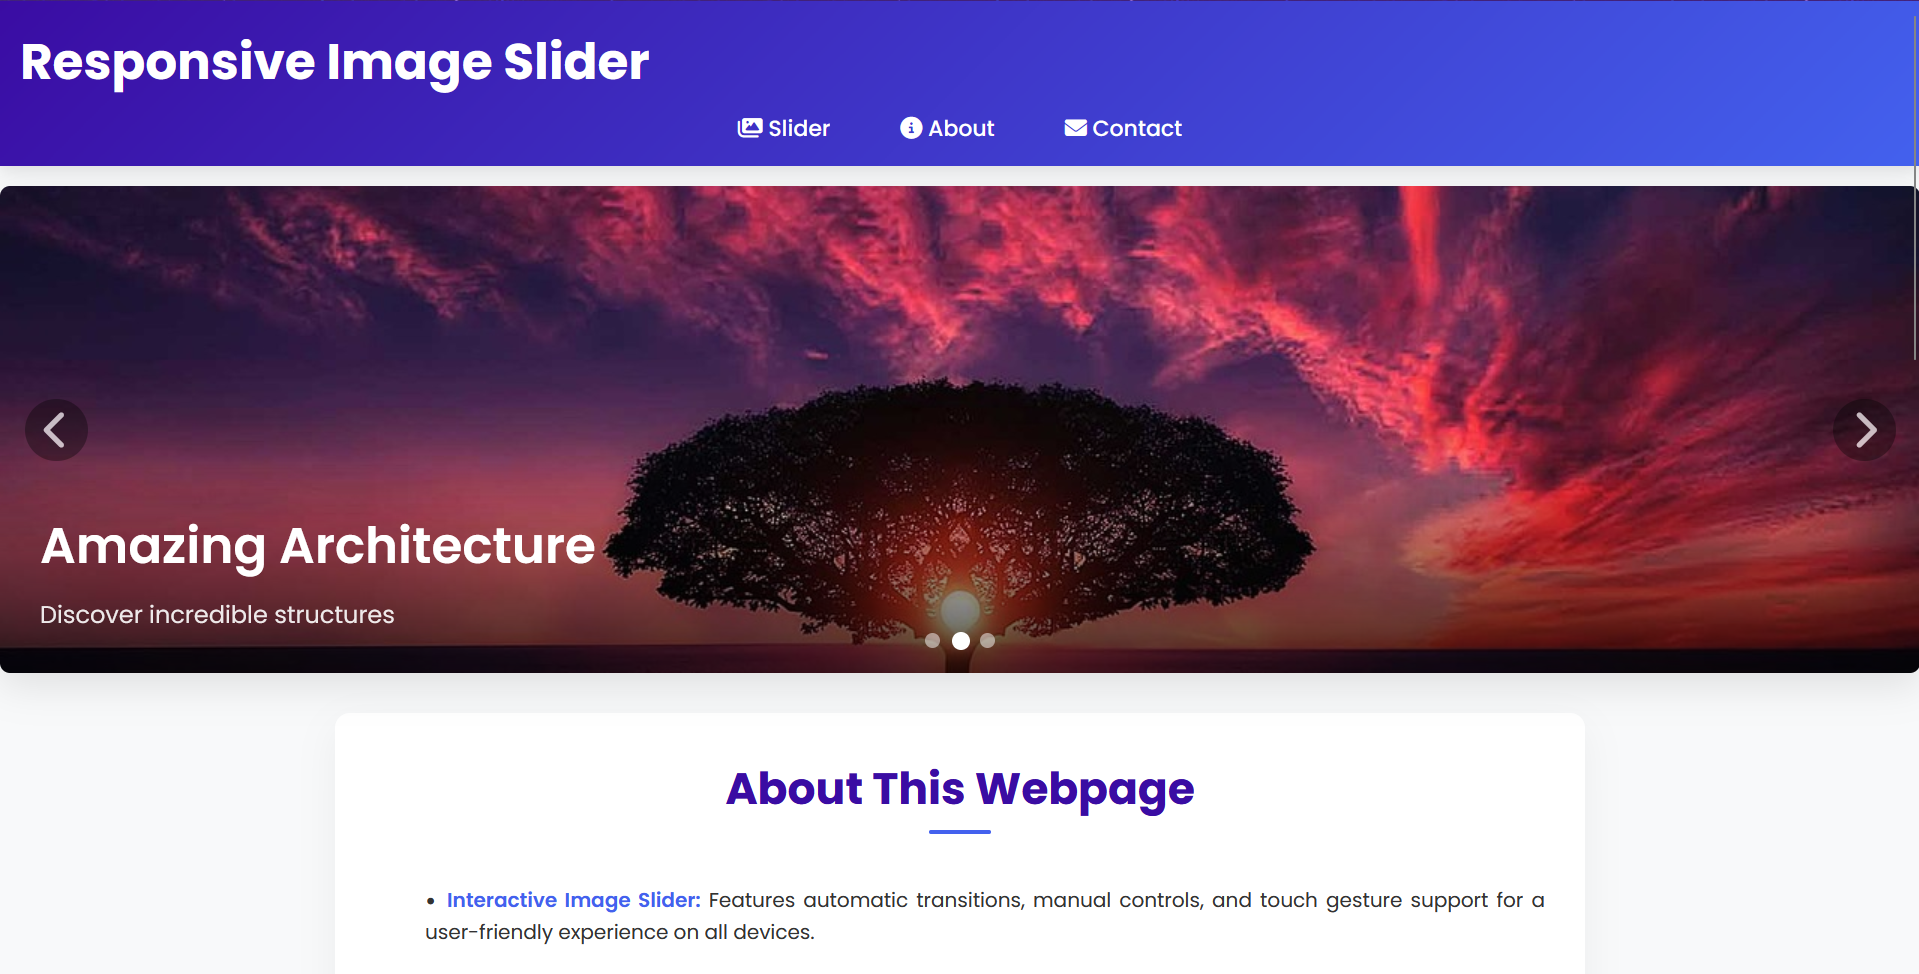 Responsive Image Slider
Slider
About
Contact
Amazing Architecture
Discover incredible structures
About This Webpage
• Interactive Image Slider: Features automatic transitions, manual controls, and touch gesture support for a
user-friendly experience on all devices.